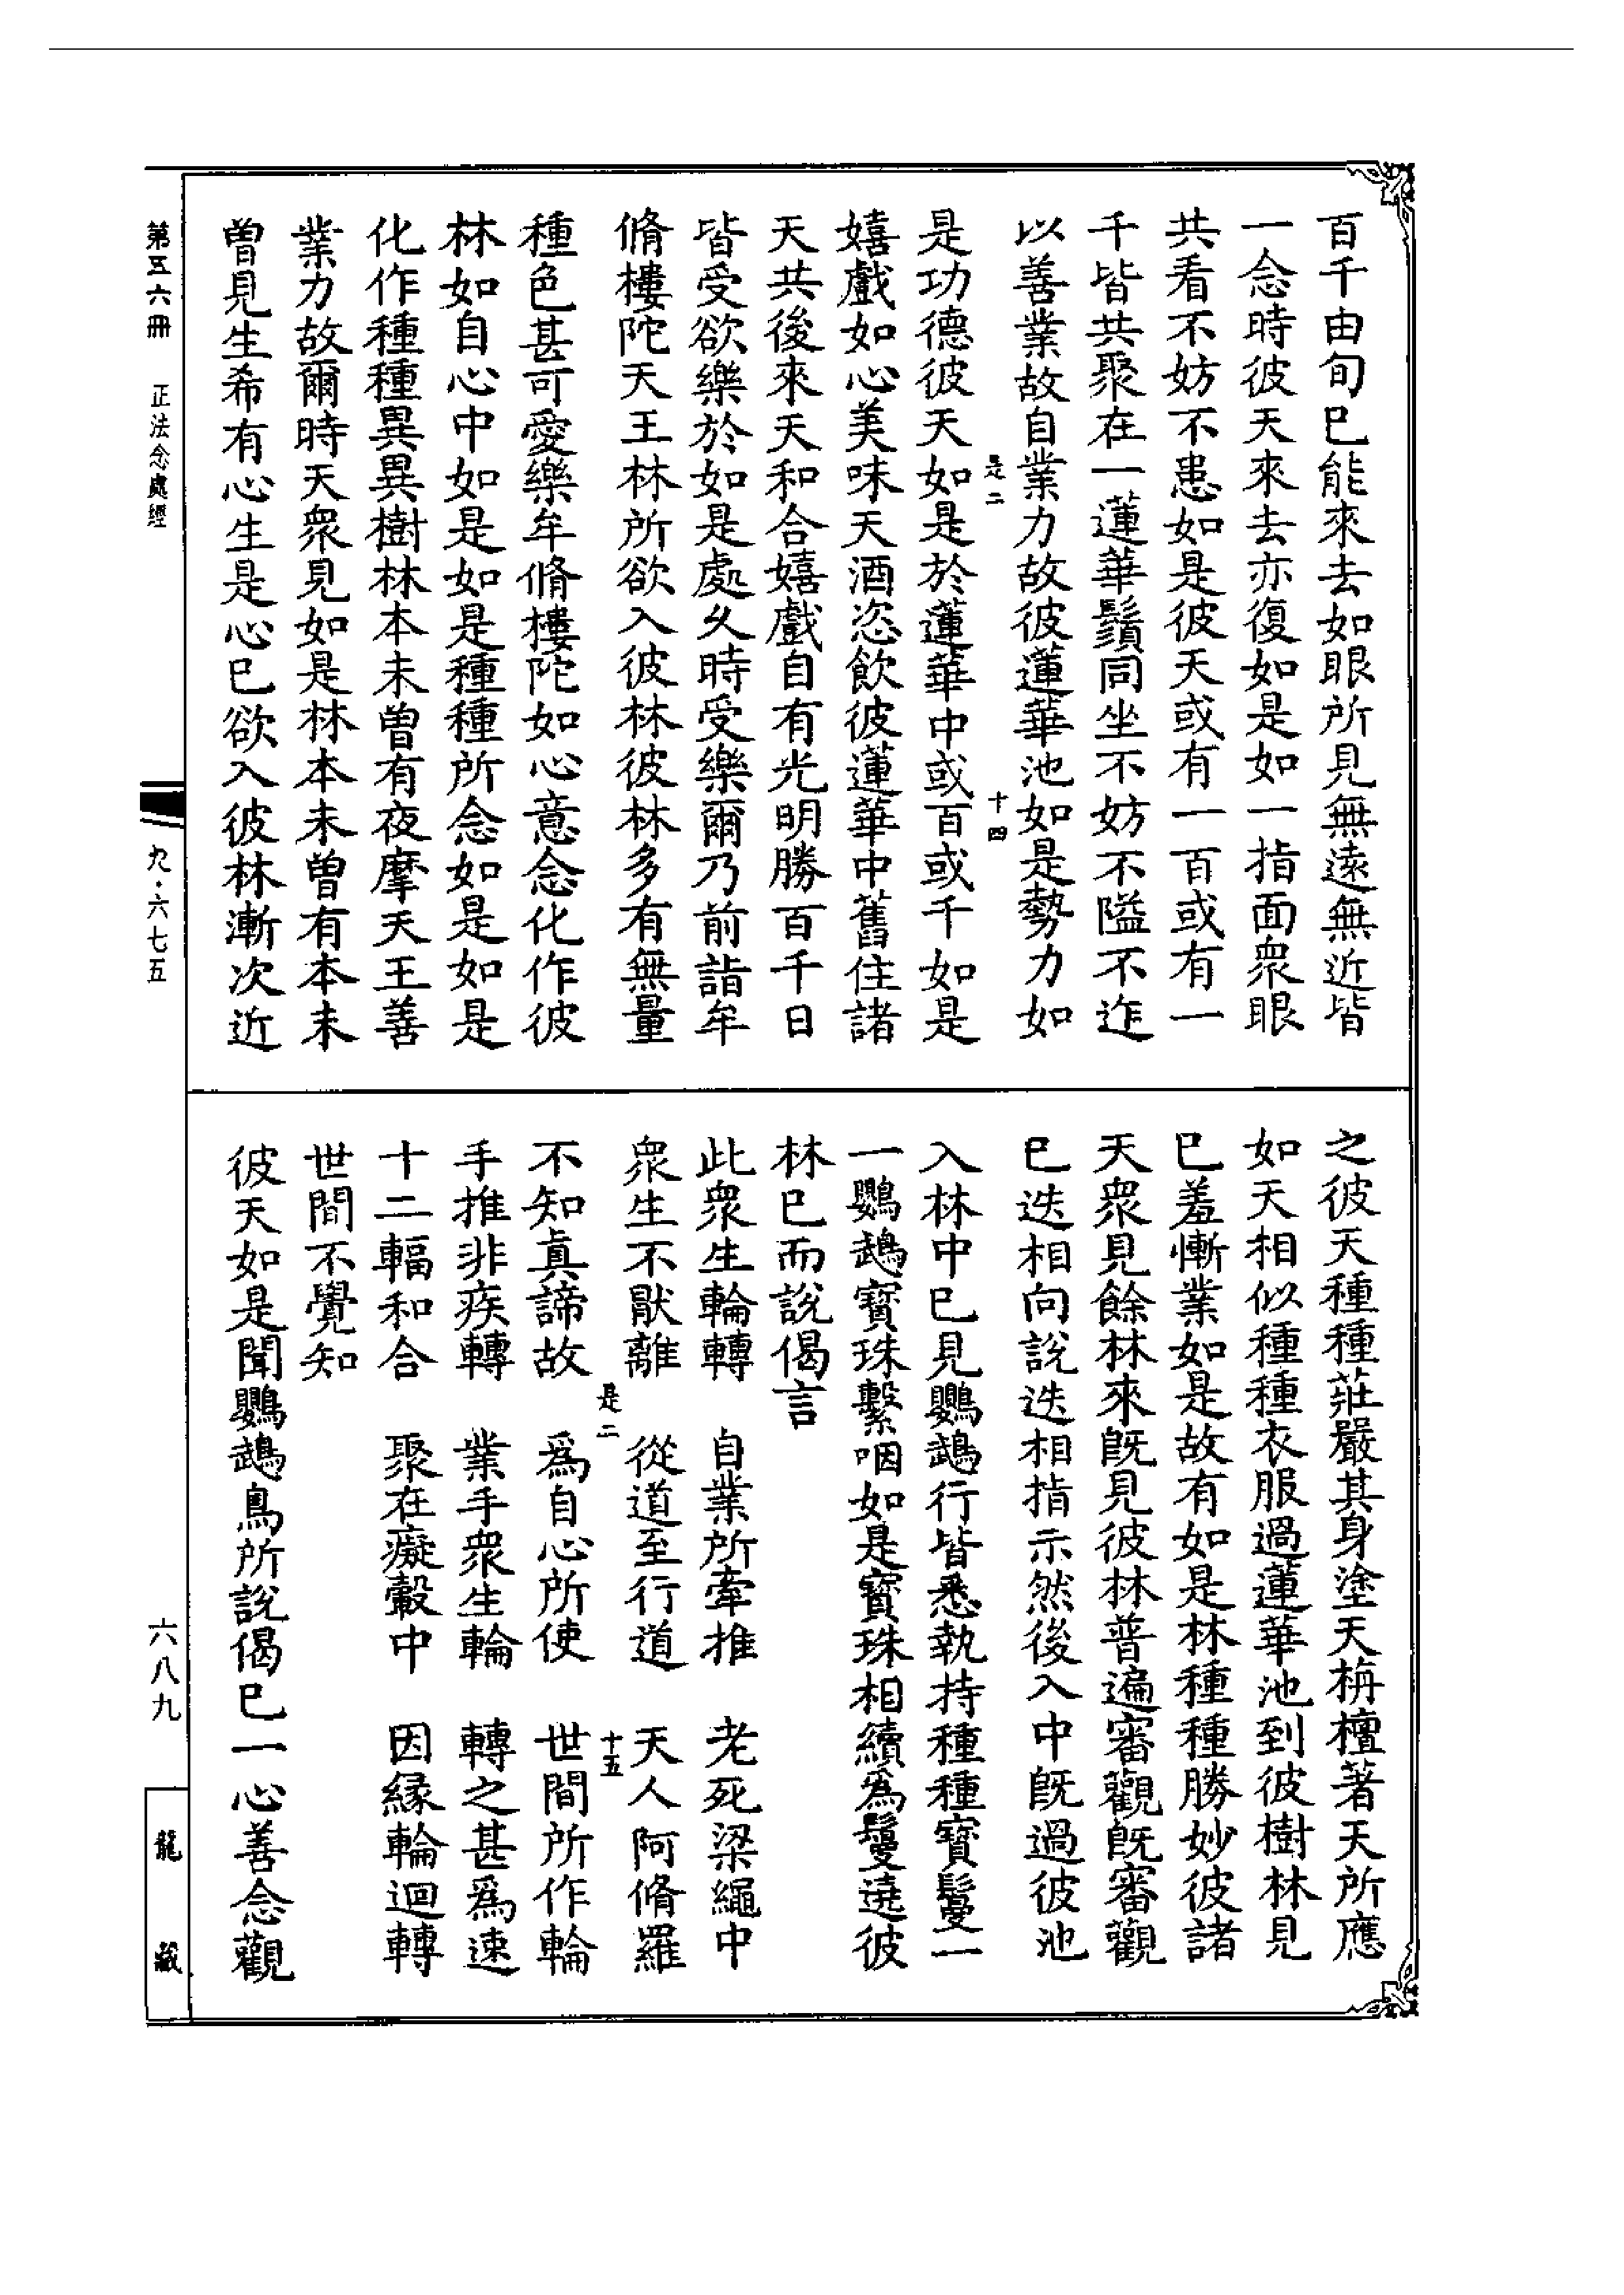 百千由旬巳能來去如眼所見無遠無近皆
一念時彼天來去亦復如是如一指面衆眼
共看不妨不患如是彼天或有一百或有一
千皆共聚在一蓮華鬚同坐不妨不隘不迮
以善業故自業力故彼蓮華池如是勢力如
是二
十四
是功德彼天如是於蓮華中或百或千如是
嬉戲如心美味天酒恣飲彼蓮華中舊住諸
天共後來天和合嬉戲自有光明勝百千日
皆受欲樂於如是處乆時受樂爾乃前詣牟
脩樓陀天王林所欲入彼林彼林多有無量
種色甚可愛樂牟脩樓陀如心意念化作彼
林如自心中如是如是種種所念如是如是
化作種種異異樹林本未曽有夜摩天王善
業力故爾時天衆見如是林本未曽有本未
曽見生希有心生是心巳欲入彼林漸次近
之彼天種種莊嚴其身塗天栴檀著天所應
如天相似種種衣服過蓮華池到彼樹林見
巳羞慚業如是故有如是林種種勝妙彼諸
天衆見餘林來旣見彼林普遍審觀旣審觀
巳迭相向說迭相指示然後入中旣過彼池
入林中巳見鸚鵡行皆悉執持種種寶鬘一
一鸚鵡寶珠繫咽如是寶珠相續爲鬘遶彼
林巳而說偈言
此衆生輪轉　自業所牽推　老死梁繩中
衆生不猒離　從道至行道　天人阿脩羅
是二
十五
不知眞諦故　爲自心所使　世間所作輪
手推非疾轉　業手衆生輪　轉之甚爲速
十二輻和合　聚在癡轂中　因縁輪迴轉
世間不覺知
彼天如是聞鸚鵡鳥所說偈巳一心善念觀
第五六冊　正法念處經
九·六七五
六八九
龍藏